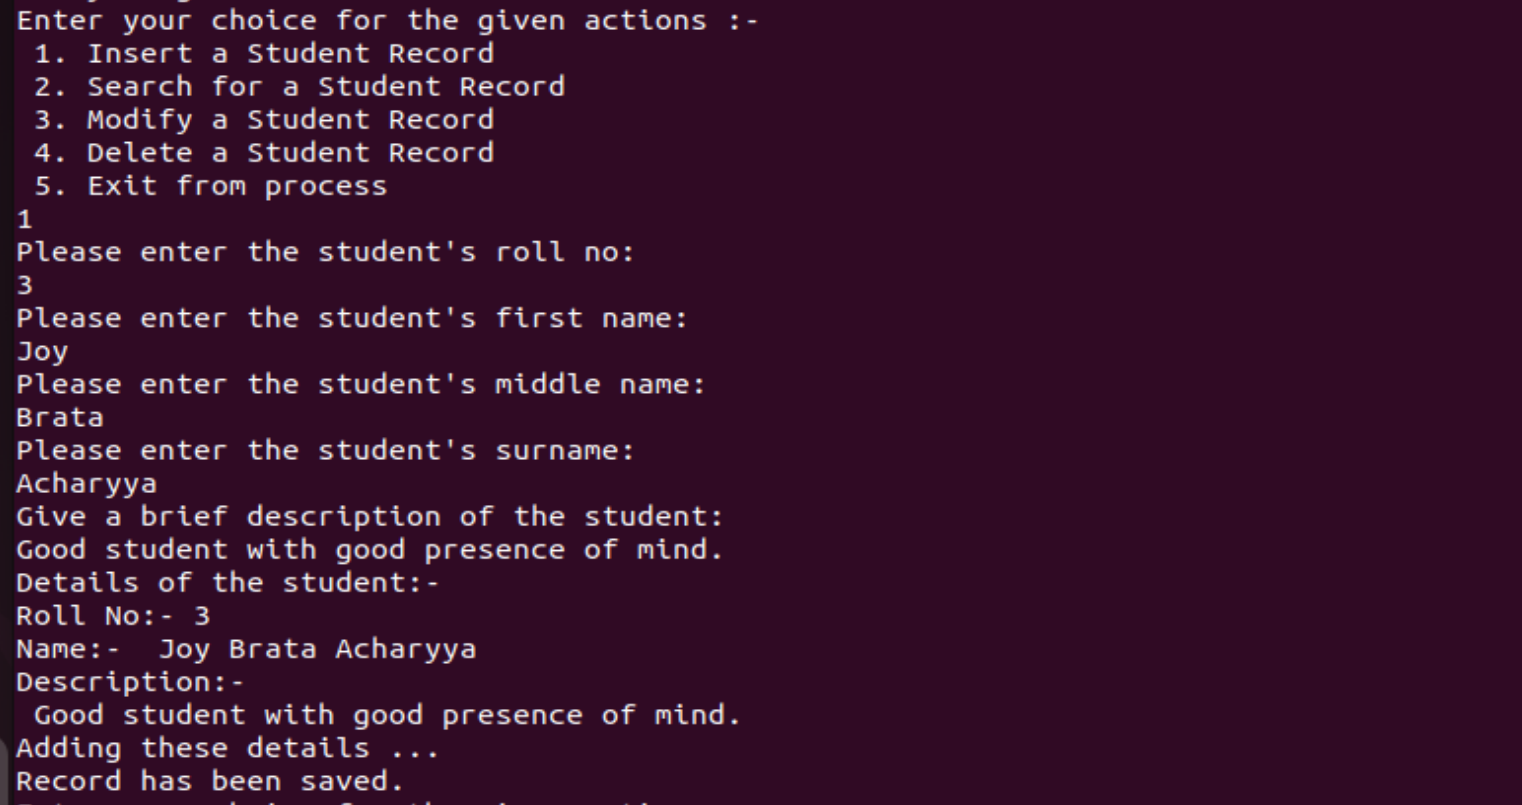 Enter your choice for the given actions :-
 1. Insert a Student Record
 2. Search for a Student Record
 3. Modify a Student Record
 4. Delete a Student Record
 5. Exit from process
1
Please enter the student's roll no:
3
Please enter the student's first name:
Joy
Please enter the student's middle name:
Brata
Please enter the student's surname:
Acharyya
Give a brief description of the student:
Good student with good presence of mind.
Details of the student:-
Roll No:- 3
Name:-  Joy Brata Acharyya
Description:-
 Good student with good presence of mind.
Adding these details ...
Record has been saved.